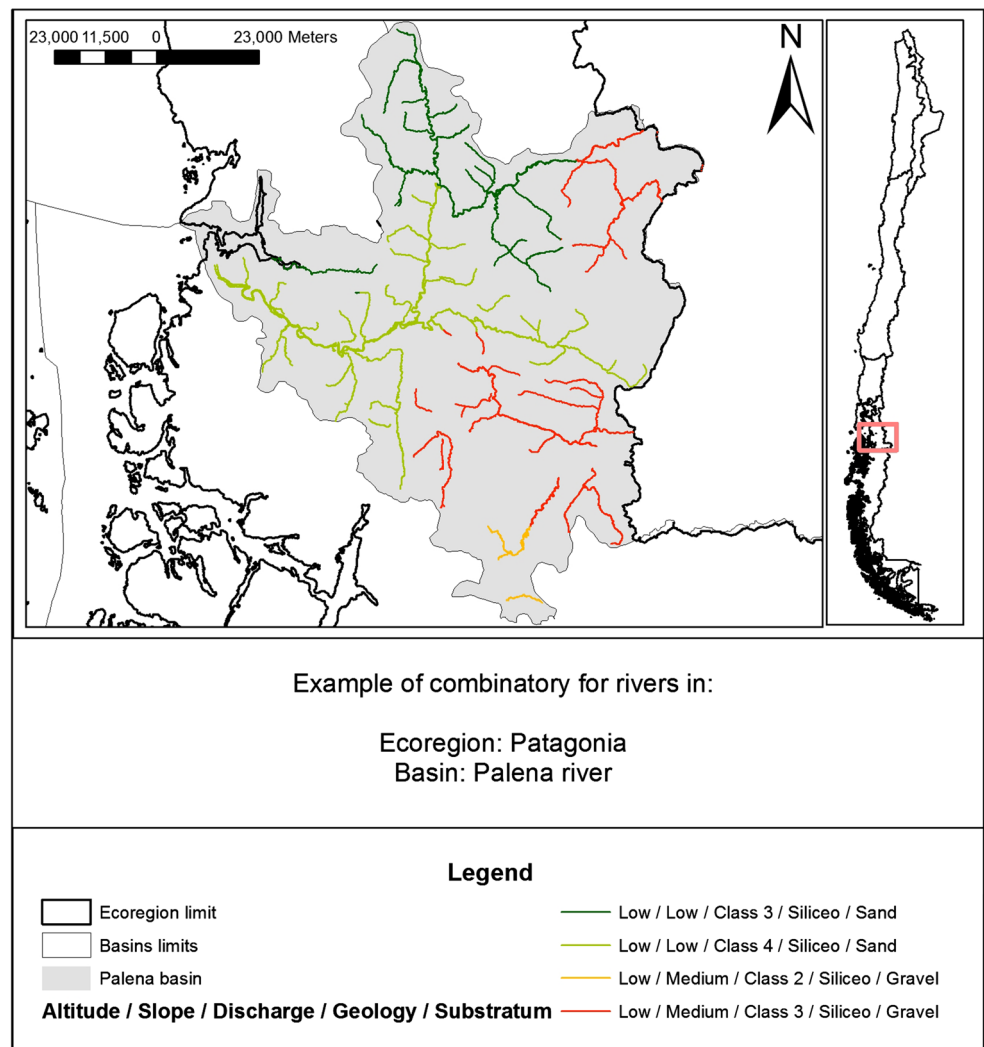 23,000 11,500 0 23,000 Meters
N
Example of combinatory for rivers in:
Ecoregion: Patagonia
Basin: Palena river
Legend
Ecoregion limit
Basins limits
Palena basin
Altitude / Slope / Discharge / Geology / Substratum
Low / Low / Class 3 / Siliceo / Sand
Low / Low / Class 4 / Siliceo / Sand
Low / Medium / Class 2 / Siliceo / Gravel
Low / Medium / Class 3 / Siliceo / Gravel